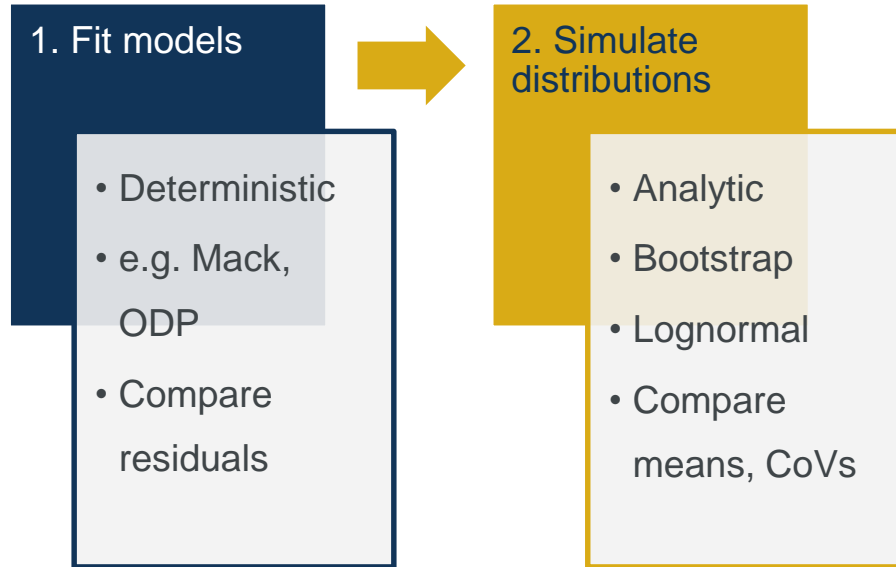 1. Fit models
• Deterministic
• e.g. Mack,
ODP
• Compare
residuals
2. Simulate
distributions
• Analytic
• Bootstrap
• Lognormal
• Compare
means, CoVs